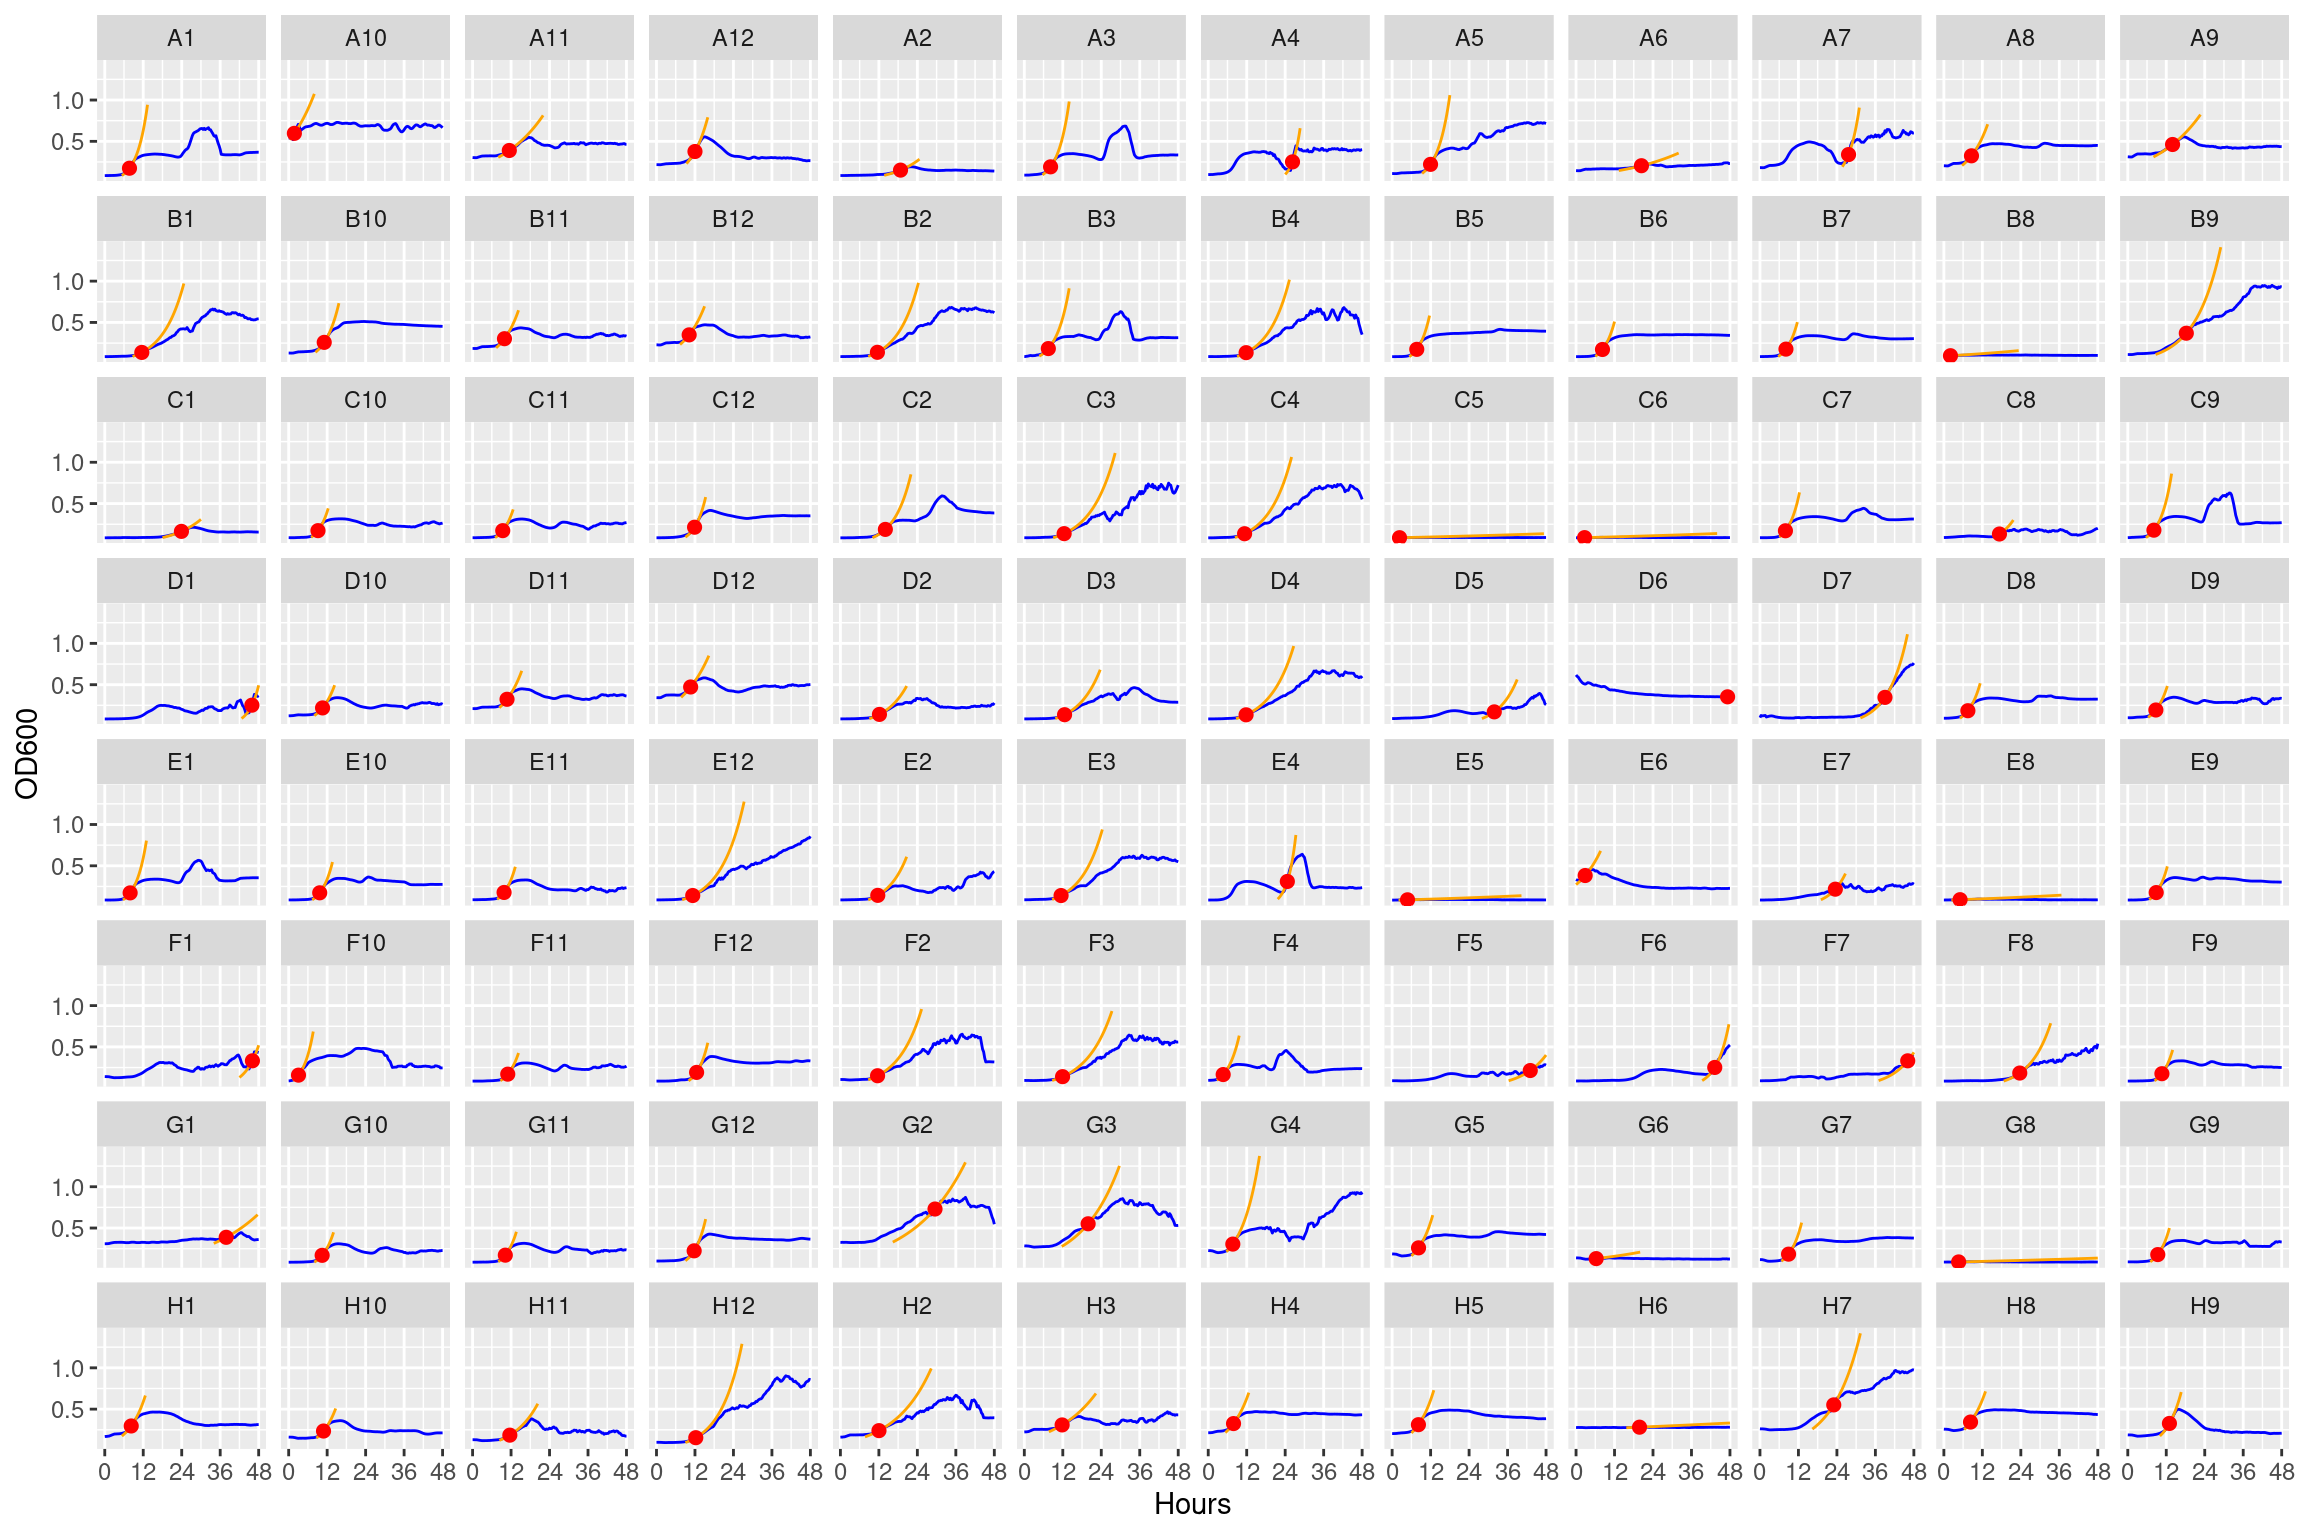 A1 A10 A11 A12 A2 A3 A4 A5 A6 A7 A8 A9
1.0
0.5
B1 B10 B11 B12 B2 B3 B4 B5 B6 B7 B8 B9
1.0
0.5
C1 C10 C11 C12 C2 C3 C4 C5 C6 C7 C8 C9
1.0
0.5
D1 D10 D11 D12 D2 D3 D4 D5 D6 D7 D8 D9
1.0
0.5
OD600
E1 E10 E11 E12 E2 E3 E4 E5 E6 E7 E8 E9
1.0
0.5
F1 F10 F11 F12 F2 F3 F4 F5 F6 F7 F8 F9
1.0
0.5
G1 G10 G11 G12 G2 G3 G4 G5 G6 G7 G8 G9
1.0
0.5
H1 H10 H11 H12 H2 H3 H4 H5 H6 H7 H8 H9
1.0
0.5
0 12 24 36 48 0 12 24 36 48 0 12 24 36 48 0 12 24 36 48 0 12 24 36 48 0 12 24 36 48 0 12 24 36 48 0 12 24 36 48 0 12 24 36 48 0 12 24 36 48 0 12 24 36 48 0 12 24 36 48
Hours